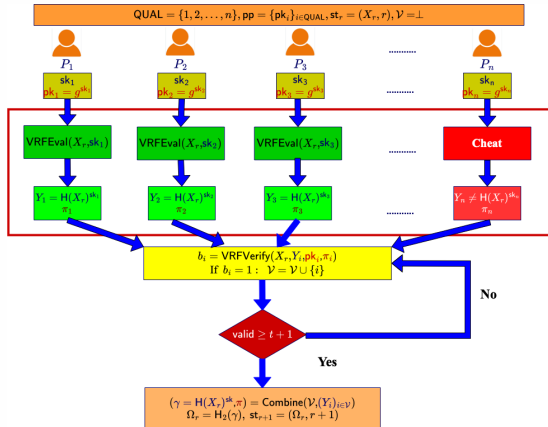 QUAL = {1, 2, . . . , n}, pp = {pk_i}_{i∈QUAL}, st_r = (X_r, r), 𝒱 =⊥
P_1 P_2 P_3 ........... P_n
sk_1 sk_2 sk_3 sk_n
pk_1 = g^{sk_1} pk_2 = g^{sk_2} pk_3 = g^{sk_3} ........... pk_n = g^{sk_n}
VRFEval(X_r,sk_1) VRFEval(X_r,sk_2) VRFEval(X_r,sk_3) ........... Cheat
Y_1 = H(X_r)^{sk_1} Y_2 = H(X_r)^{sk_2} Y_3 = H(X_r)^{sk_3} Y_n ≠ H(X_r)^{sk_n}
π_1 π_2 π_3 ........... π_n
b_i = VRFVerify(X_r,Y_i,pk_i,π_i)
If b_i = 1 : 𝒱 = 𝒱 ∪ {i}
No
valid ≥ t + 1
Yes
(γ = H(X_r)^{sk},π) = Combine(𝒱,(Y_i)_{i∈𝒱})
Ω_r = H_2(γ), st_{r+1} = (Ω_r, r + 1)